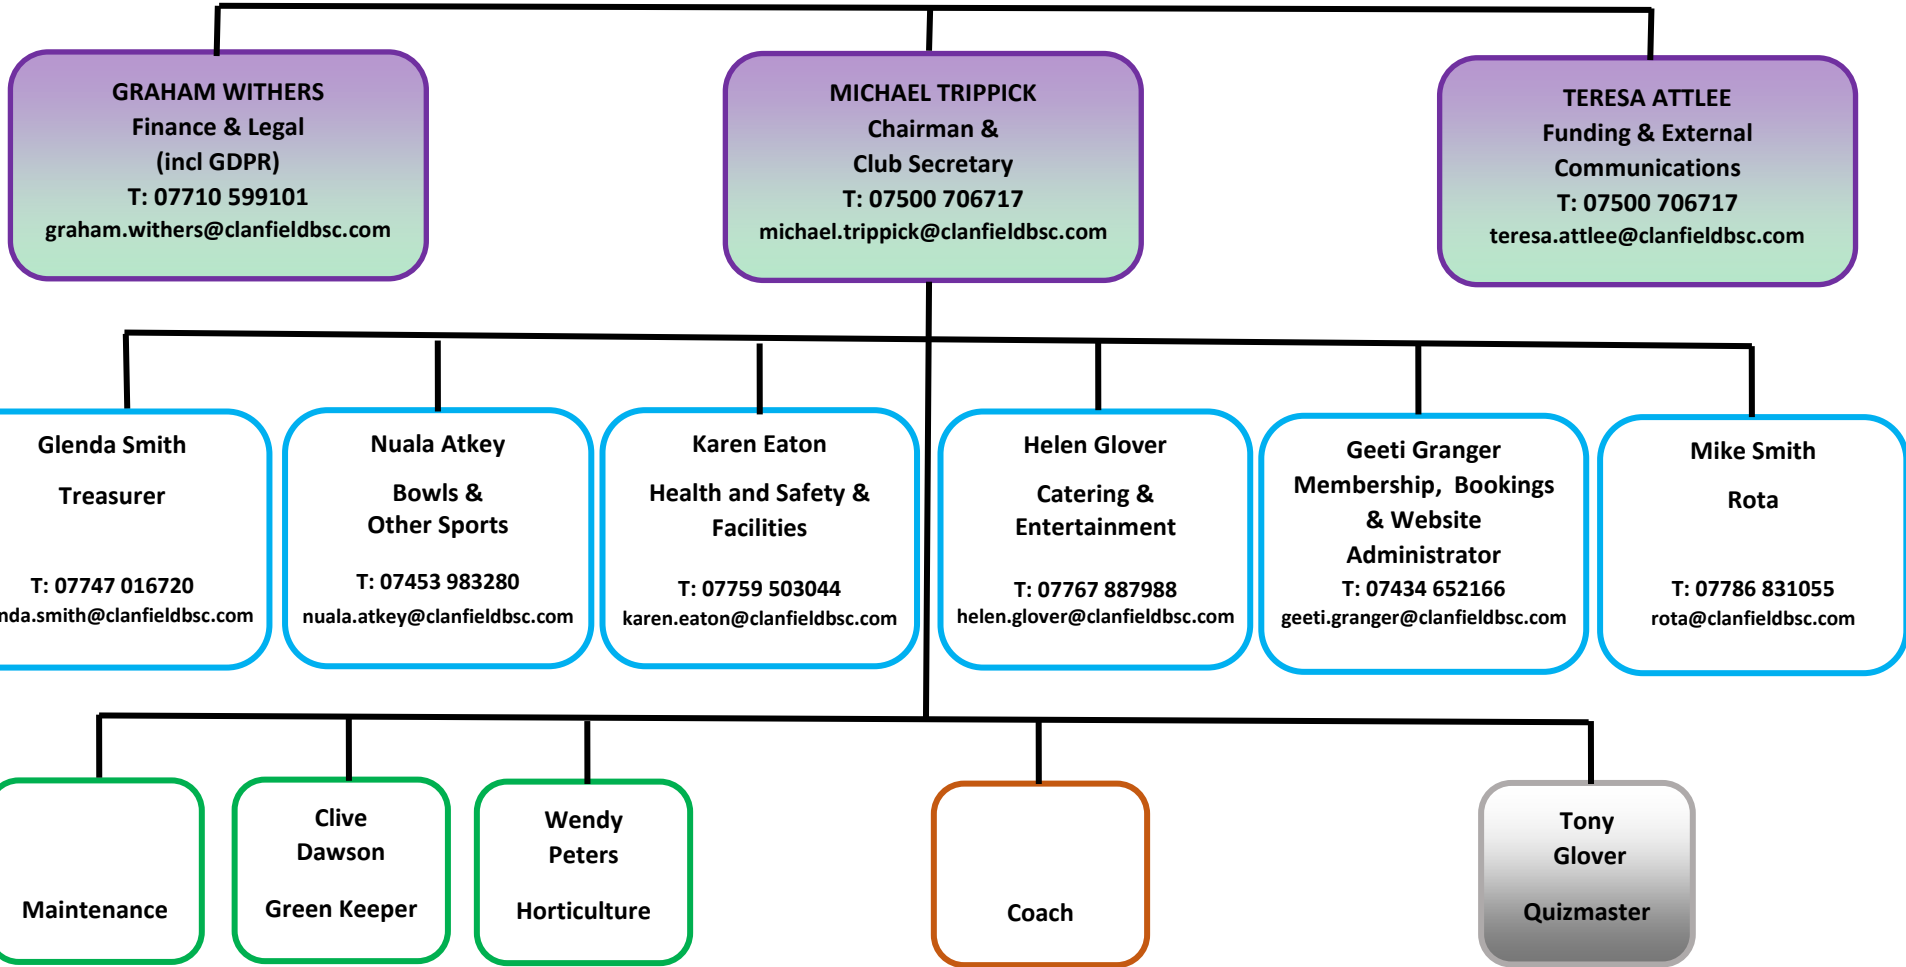 GRAHAM WITHERS
Finance & Legal
(incl GDPR)
T: 07710 599101
graham.withers@clanfieldbsc.com
MICHAEL TRIPPICK
Chairman &
Club Secretary
T: 07500 706717
michael.trippick@clanfieldbsc.com
TERESA ATTLEE
Funding & External
Communications
T: 07500 706717
teresa.attlee@clanfieldbsc.com
Glenda Smith
Treasurer
T: 07747 016720
nda.smith@clanfieldbsc.com
Nuala Atkey
Bowls &
Other Sports
T: 07453 983280
nuala.atkey@clanfieldbsc.com
Karen Eaton
Health and Safety &
Facilities
T: 07759 503044
karen.eaton@clanfieldbsc.com
Helen Glover
Catering &
Entertainment
T: 07767 887988
helen.glover@clanfieldbsc.com
Geeti Granger
Membership, Bookings
& Website
Administrator
T: 07434 652166
geeti.granger@clanfieldbsc.com
Mike Smith
Rota
T: 07786 831055
rota@clanfieldbsc.com
Maintenance
Clive
Dawson
Green Keeper
Wendy
Peters
Horticulture
Coach
Tony
Glover
Quizmaster